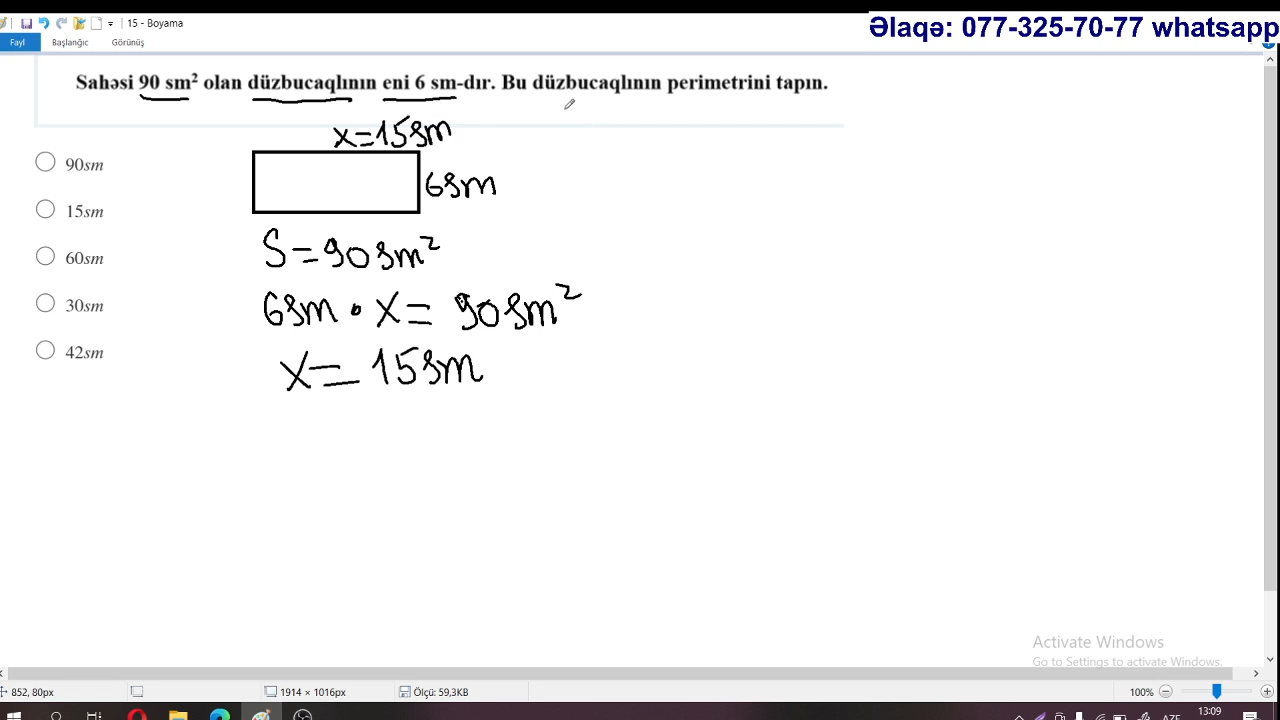 15 - Boyama
Əlaqə: 077-325-70-77 whatsapp
Fayl Başlanğıc Görünüş
Sahəsi 90 sm² olan düzbucaqlının eni 6 sm-dır. Bu düzbucaqlının perimetrini tapın.
x=15sm
90sm
6sm
15sm
S=90sm²
60sm
6sm · x= 90sm²
30sm
x=15sm
42sm
Activate Windows
Go to Settings to activate Windows.
852, 80px
1914 × 1016px
Ölçü: 59,3KB
100%
AZE
13:09